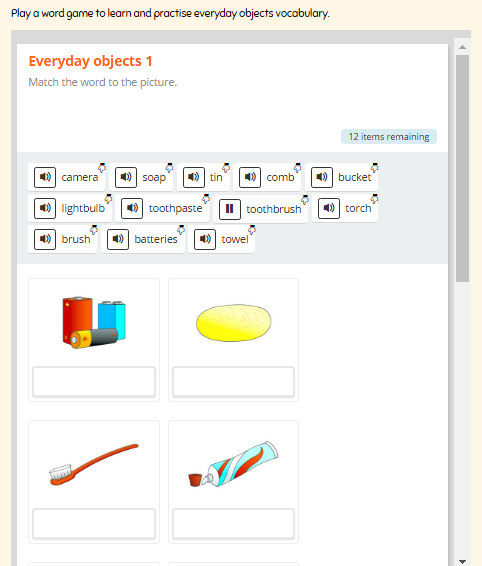 Play a word game to learn and practise everyday objects vocabulary.
Everyday objects 1
Match the word to the picture.
12 items remaining
camera soap tin comb bucket
lightbulb toothpaste toothbrush torch
brush batteries towel